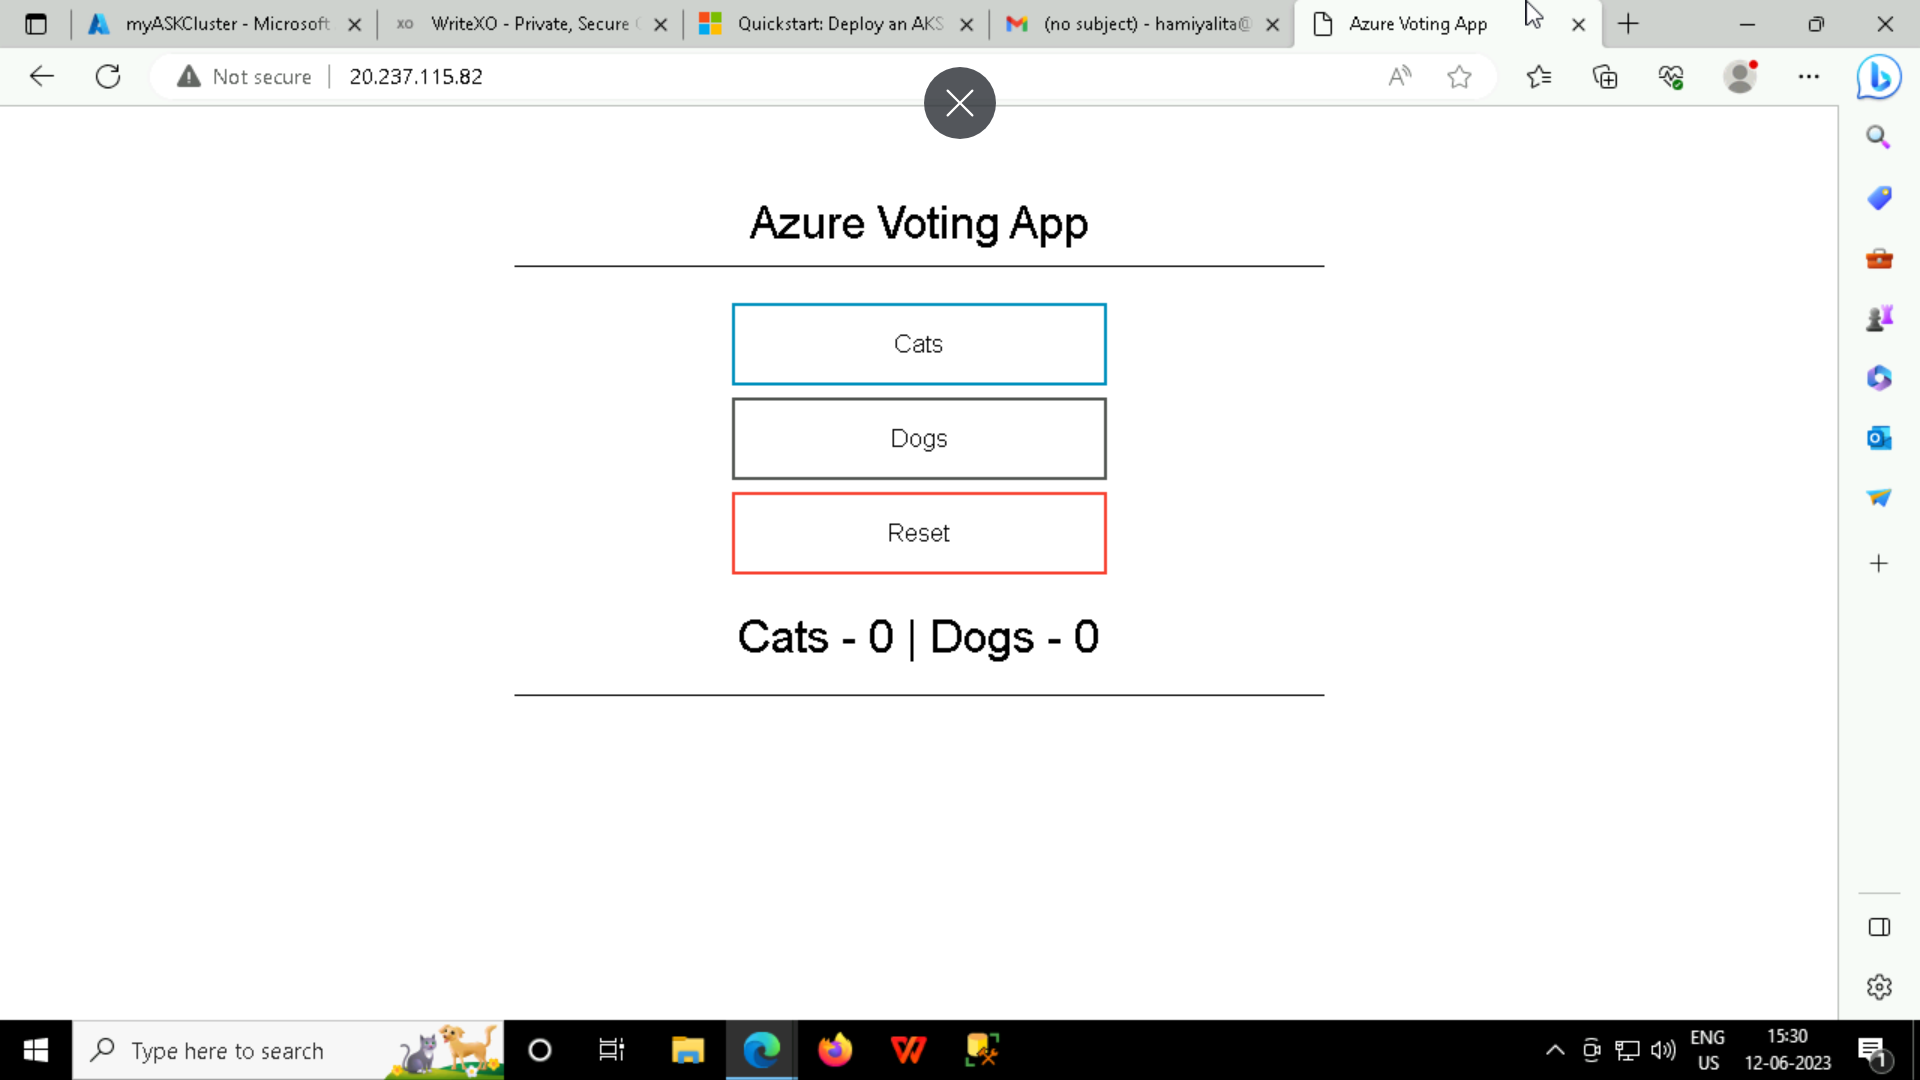 myASKCluster - Microsoft
XO WriteXO - Private, Secure
Quickstart: Deploy an AKS
(no subject) - hamiyalita@
Azure Voting App
Not secure
20.237.115.82
Azure Voting App
Cats
Dogs
Reset
Cats - 0 | Dogs - 0
Type here to search
ENG
US
15:30
12-06-2023
1